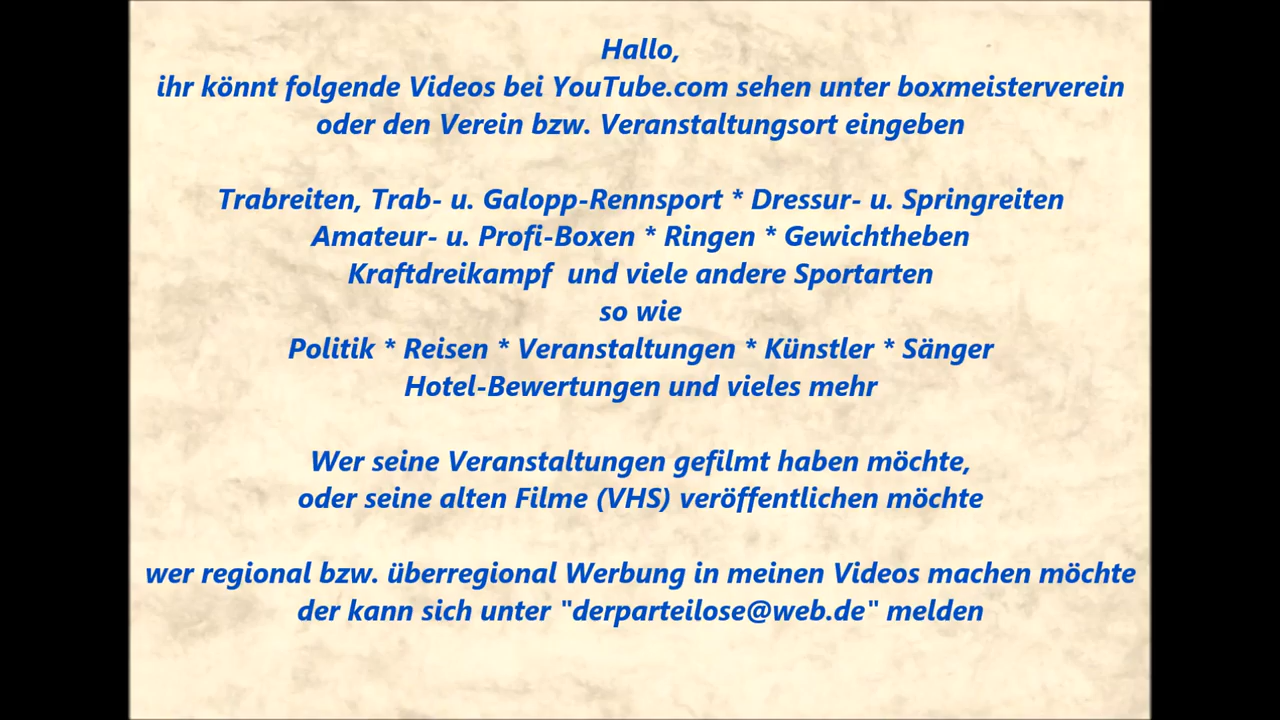 Hallo,
ihr könnt folgende Videos bei YouTube.com sehen unter boxmeisterverein
oder den Verein bzw. Veranstaltungsort eingeben
Trabreiten, Trab- u. Galopp-Rennsport * Dressur- u. Springreiten
Amateur- u. Profi-Boxen * Ringen * Gewichtheben
Kraftdreikampf  und viele andere Sportarten
so wie
Politik * Reisen * Veranstaltungen * Künstler * Sänger
Hotel-Bewertungen und vieles mehr
Wer seine Veranstaltungen gefilmt haben möchte,
oder seine alten Filme (VHS) veröffentlichen möchte
wer regional bzw. überregional Werbung in meinen Videos machen möchte
der kann sich unter "derparteilose@web.de" melden